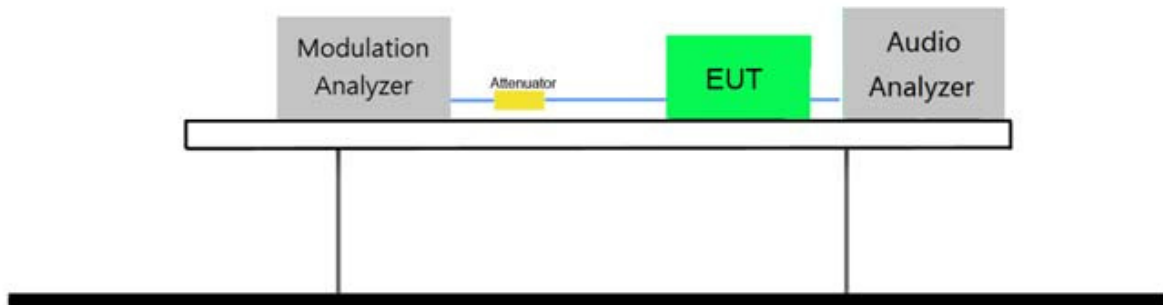 Modulation
Analyzer
Attenuator
EUT
Audio
Analyzer